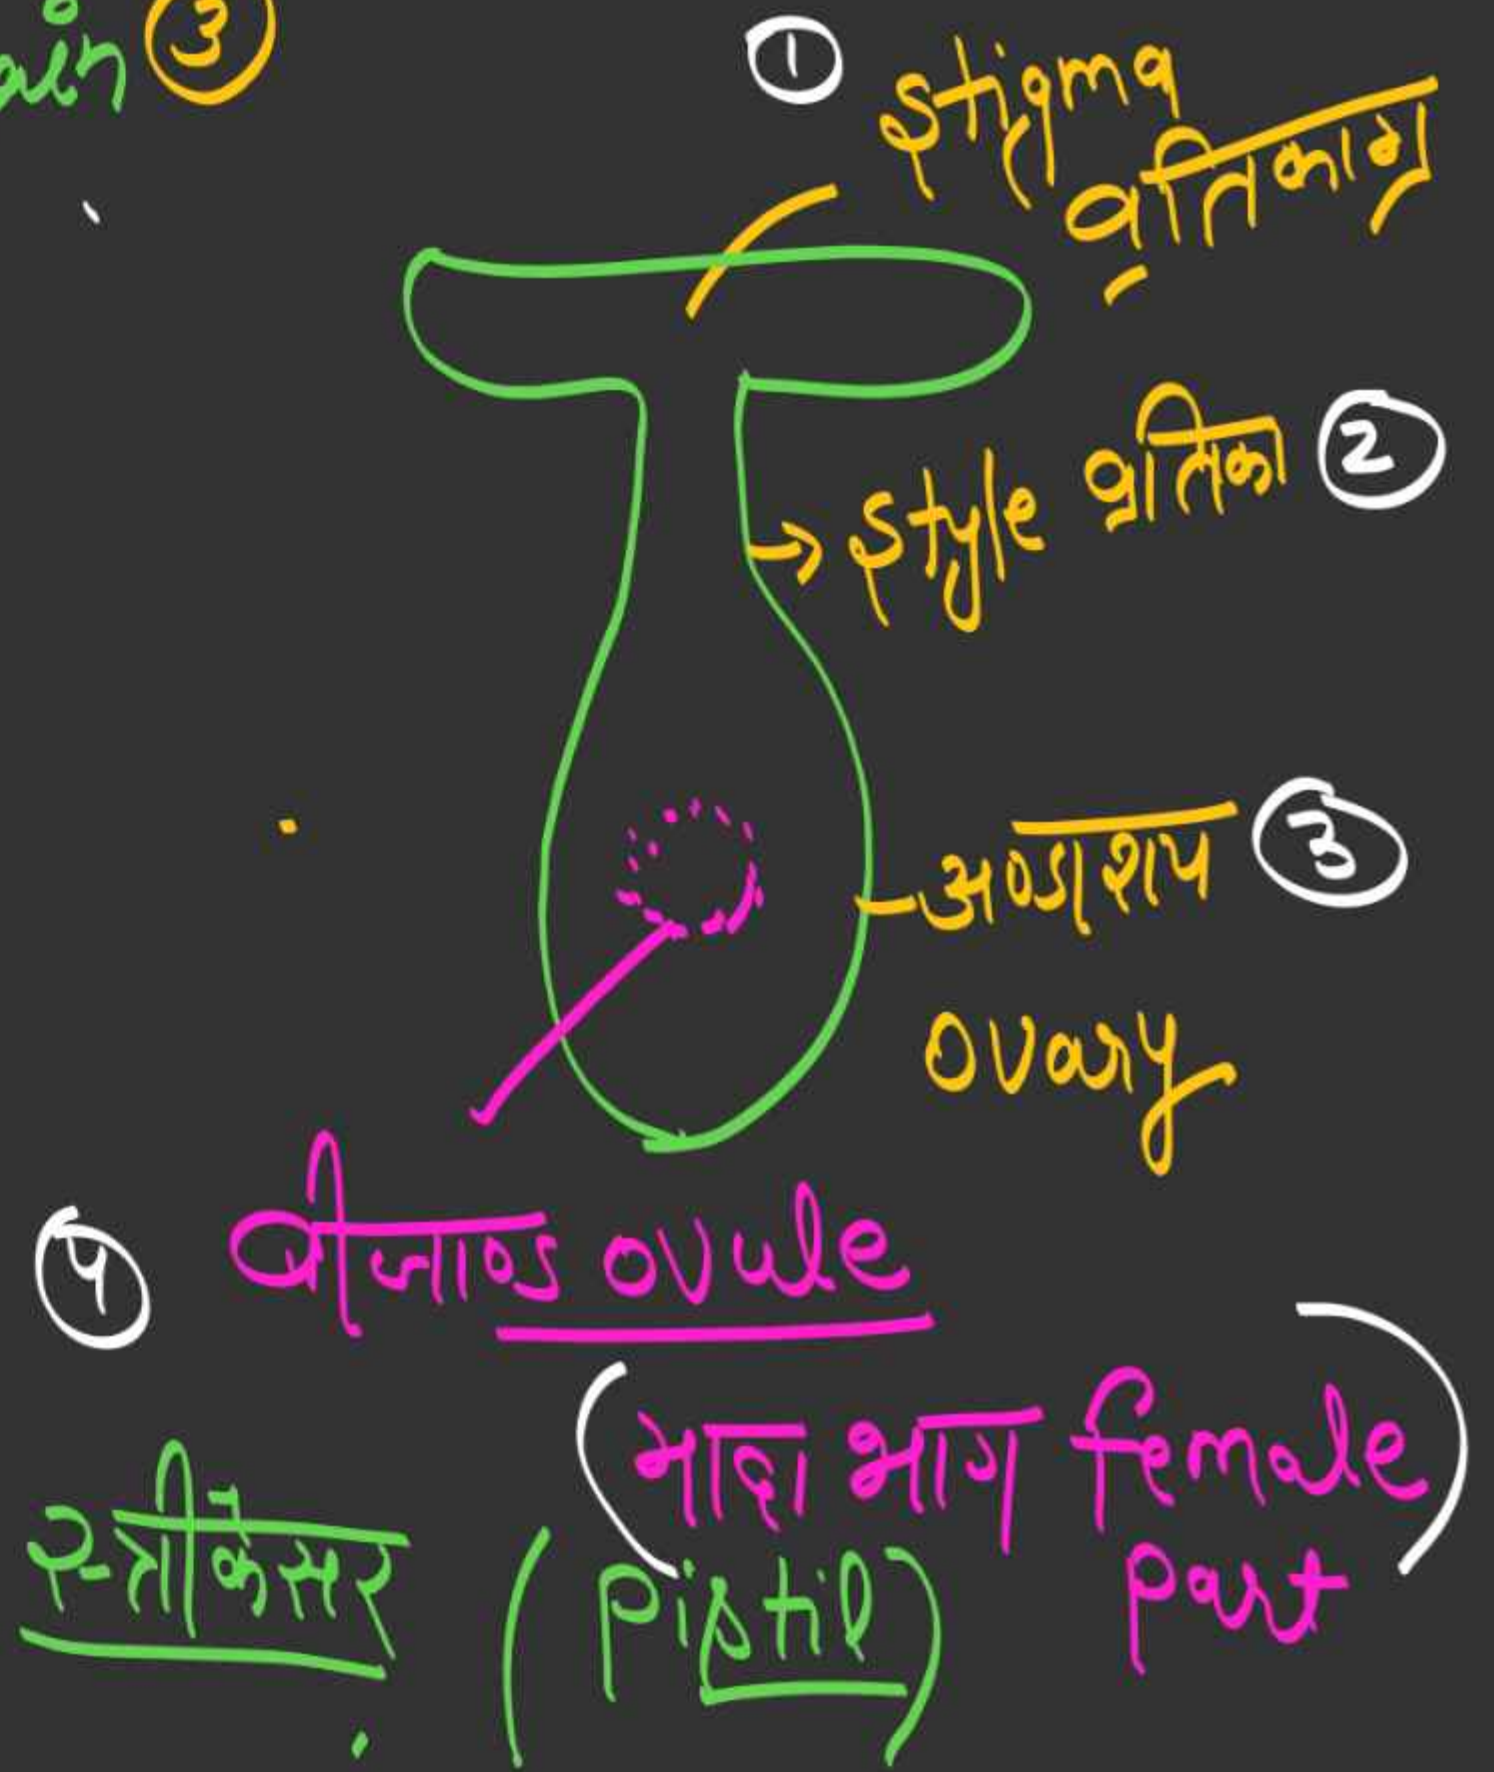 ③
① Stigma
वर्तिकाग्र
style वर्तिका ②
अण्डाशय ③
ovary
④ बीजाण्ड ovule
(मादा भाग female
part)
स्त्रीकेसर (Pistil)